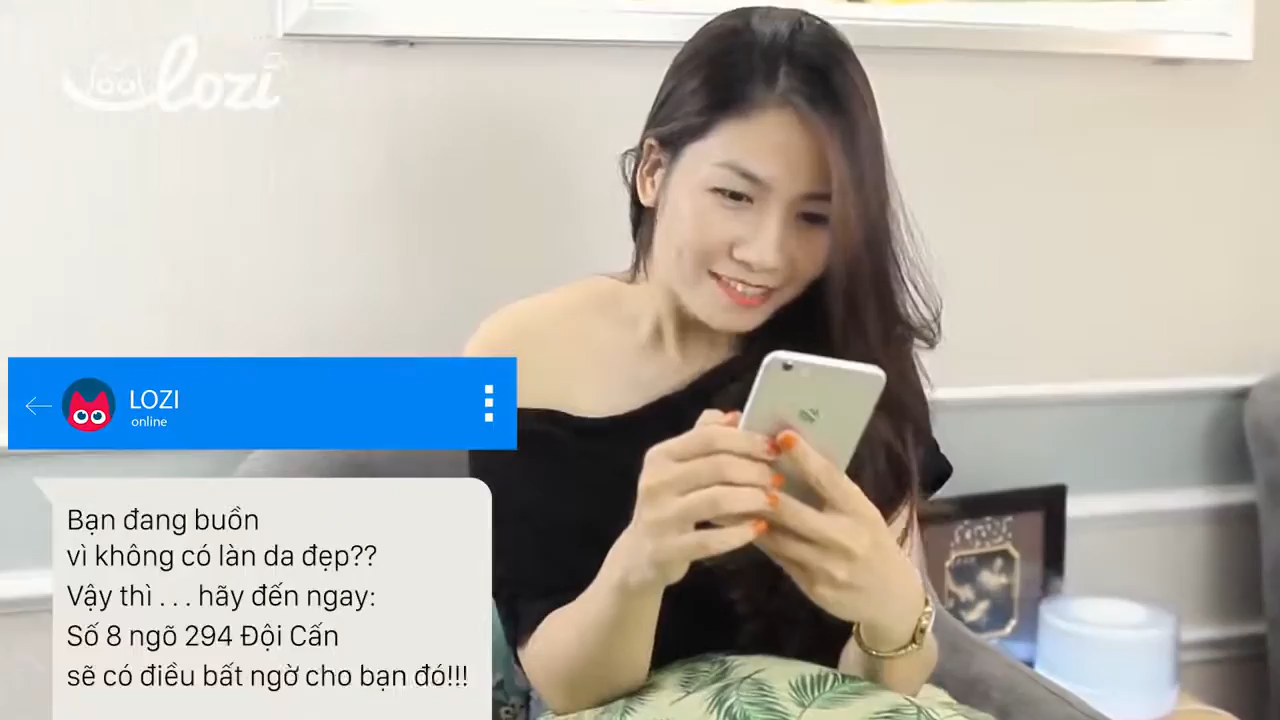 lozi
LOZI
online
Bạn đang buồn
vì không có làn da đẹp??
Vậy thì . . . hãy đến ngay:
Số 8 ngõ 294 Đội Cấn
sẽ có điều bất ngờ cho bạn đó!!!